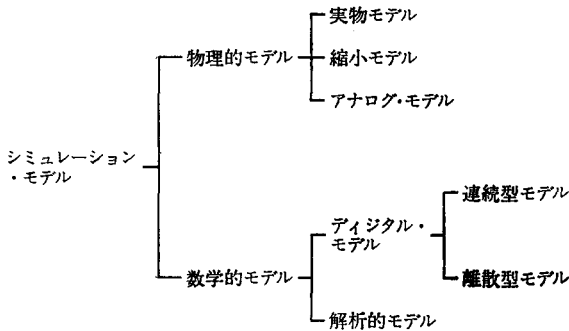 実物モデル
物理的モデル
縮小モデル
アナログ・モデル
シミュレーション
・モデル
連続型モデル
ディジタル・
モデル
数学的モデル
離散型モデル
解析的モデル